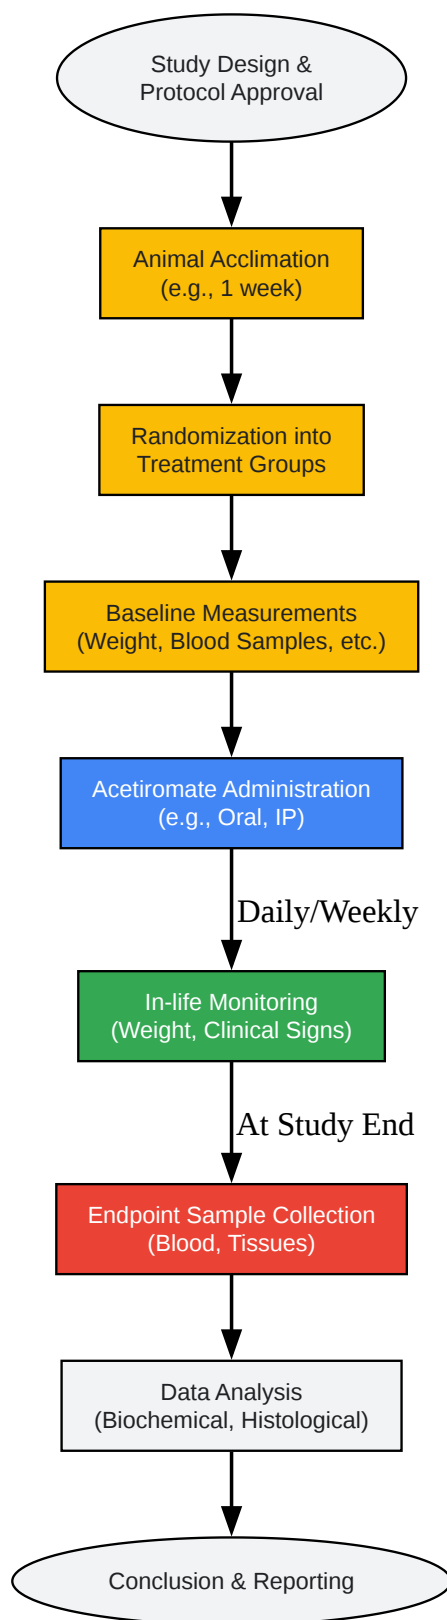 Study Design &
Protocol Approval
Animal Acclimation
(e.g., 1 week)
Randomization into
Treatment Groups
Baseline Measurements
(Weight, Blood Samples, etc.)
Acetiromate Administration
(e.g., Oral, IP)
Daily/Weekly
In-life Monitoring
(Weight, Clinical Signs)
At Study End
Endpoint Sample Collection
(Blood, Tissues)
Data Analysis
(Biochemical, Histological)
Conclusion & Reporting